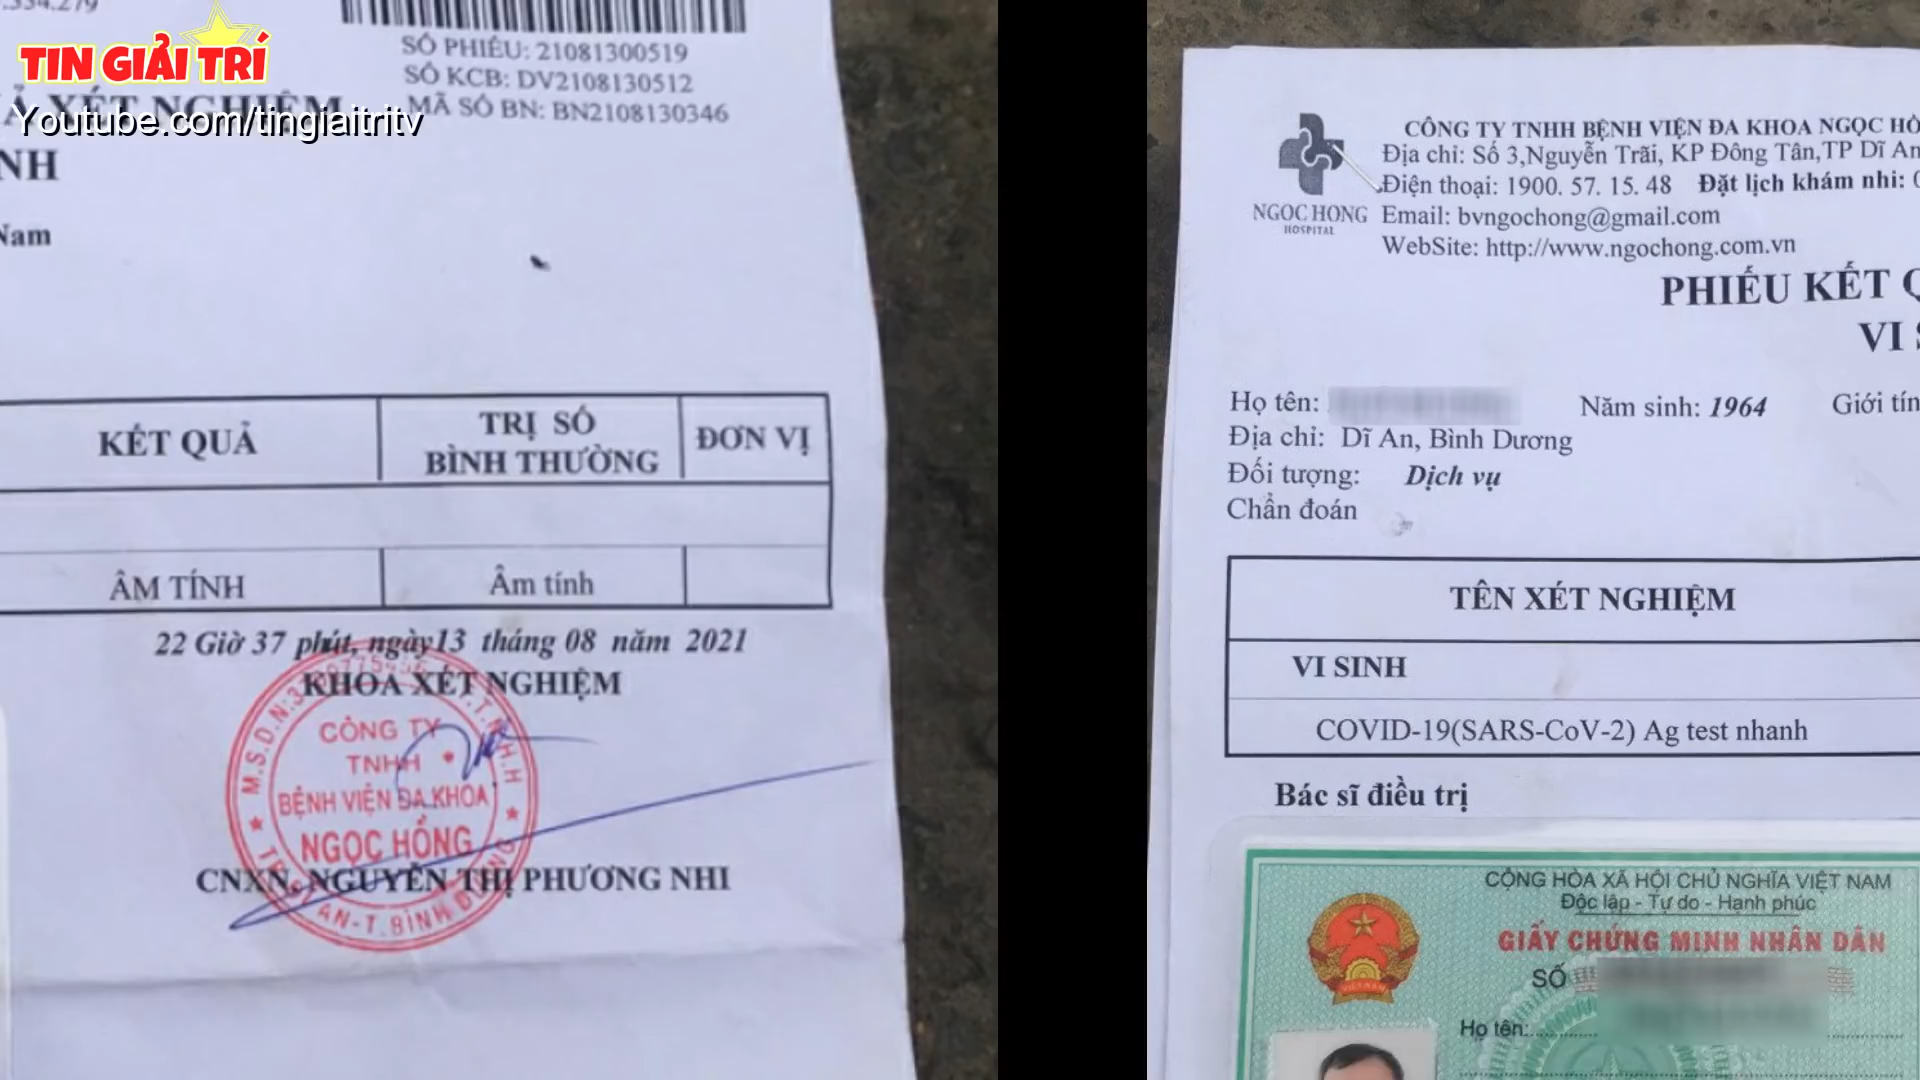 TIN GIẢI TRÍ
Youtube.com/tingiaitritv
SỐ PHIẾU: 21081300519
SỐ KCB: DV2108130512
MÃ SỐ BN: BN2108130346
Ả XÉT NGHIỆM
NH
Nam
KẾT QUẢ
TRỊ SỐ
BÌNH THƯỜNG
ĐƠN VỊ
ÂM TÍNH
Âm tính
22 Giờ 37 phút, ngày13 tháng 08 năm 2021
KHOA XÉT NGHIỆM
CÔNG TY
TNHH
BỆNH VIỆN ĐA KHOA
NGỌC HỒNG
CNXN. NGUYỄN THỊ PHƯƠNG NHI
CÔNG TY TNHH BỆNH VIỆN ĐA KHOA NGỌC HỒ
Địa chỉ: Số 3,Nguyễn Trãi, KP Đông Tân,TP Dĩ An
Điện thoại: 1900. 57. 15. 48 Đặt lịch khám nhi:
NGOC HONG
HOSPITAL
Email: bvngochong@gmail.com
WebSite: http://www.ngochong.com.vn
PHIẾU KẾT Q
VI S
Họ tên:
Năm sinh: 1964
Giới tín
Địa chỉ: Dĩ An, Bình Dương
Đối tượng: Dịch vụ
Chẩn đoán
TÊN XÉT NGHIỆM
VI SINH
COVID-19(SARS-CoV-2) Ag test nhanh
Bác sĩ điều trị
CỘNG HÒA XÃ HỘI CHỦ NGHĨA VIỆT NAM
Độc lập - Tự do - Hạnh phúc
GIẤY CHỨNG MINH NHÂN DÂN
SỐ
VIỆT NAM
Họ tên: